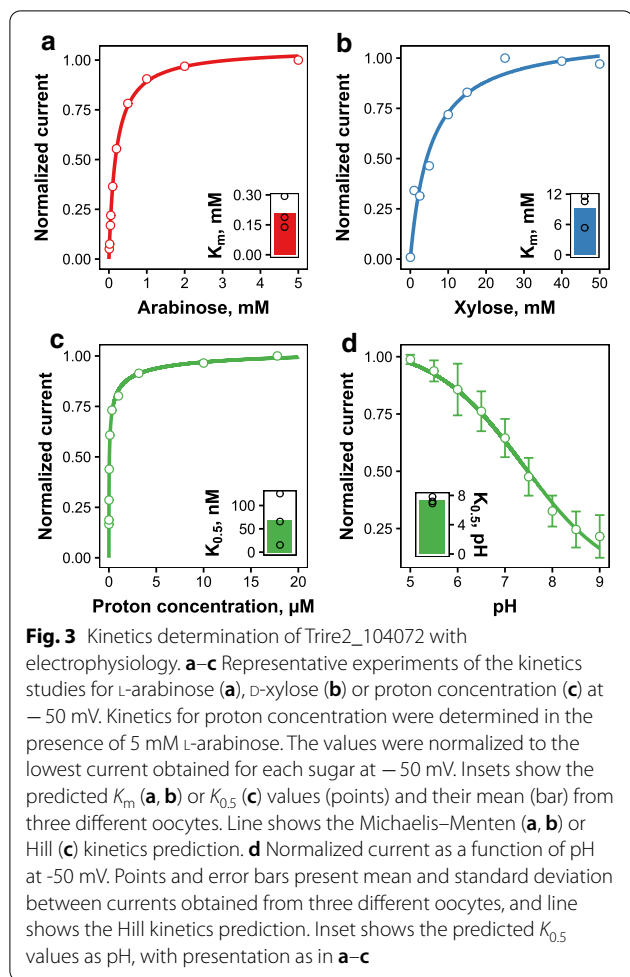 a
b
Normalized current
1.00
0.75
0.50
0.25
0.00
K_m, mM
0.30
0.15
0.00
0 1 2 3 4 5
Arabinose, mM
Normalized current
1.00
0.75
0.50
0.25
0.00
K_m, mM
12
6
0
0 10 20 30 40 50
Xylose, mM
c
d
Normalized current
1.00
0.75
0.50
0.25
0.00
K_0.5, nM
100
50
0
0 5 10 15 20
Proton concentration, µM
Normalized current
1.00
0.75
0.50
0.25
8
4
0
K_0.5, pH
5 6 7 8 9
pH
Fig. 3 Kinetics determination of Trire2_104072 with
electrophysiology. a–c Representative experiments of the kinetics
studies for L-arabinose (a), D-xylose (b) or proton concentration (c) at
− 50 mV. Kinetics for proton concentration were determined in the
presence of 5 mM L-arabinose. The values were normalized to the
lowest current obtained for each sugar at − 50 mV. Insets show the
predicted K_m (a, b) or K_0.5 (c) values (points) and their mean (bar) from
three different oocytes. Line shows the Michaelis–Menten (a, b) or
Hill (c) kinetics prediction. d Normalized current as a function of pH
at -50 mV. Points and error bars present mean and standard deviation
between currents obtained from three different oocytes, and line
shows the Hill kinetics prediction. Inset shows the predicted K_0.5
values as pH, with presentation as in a–c